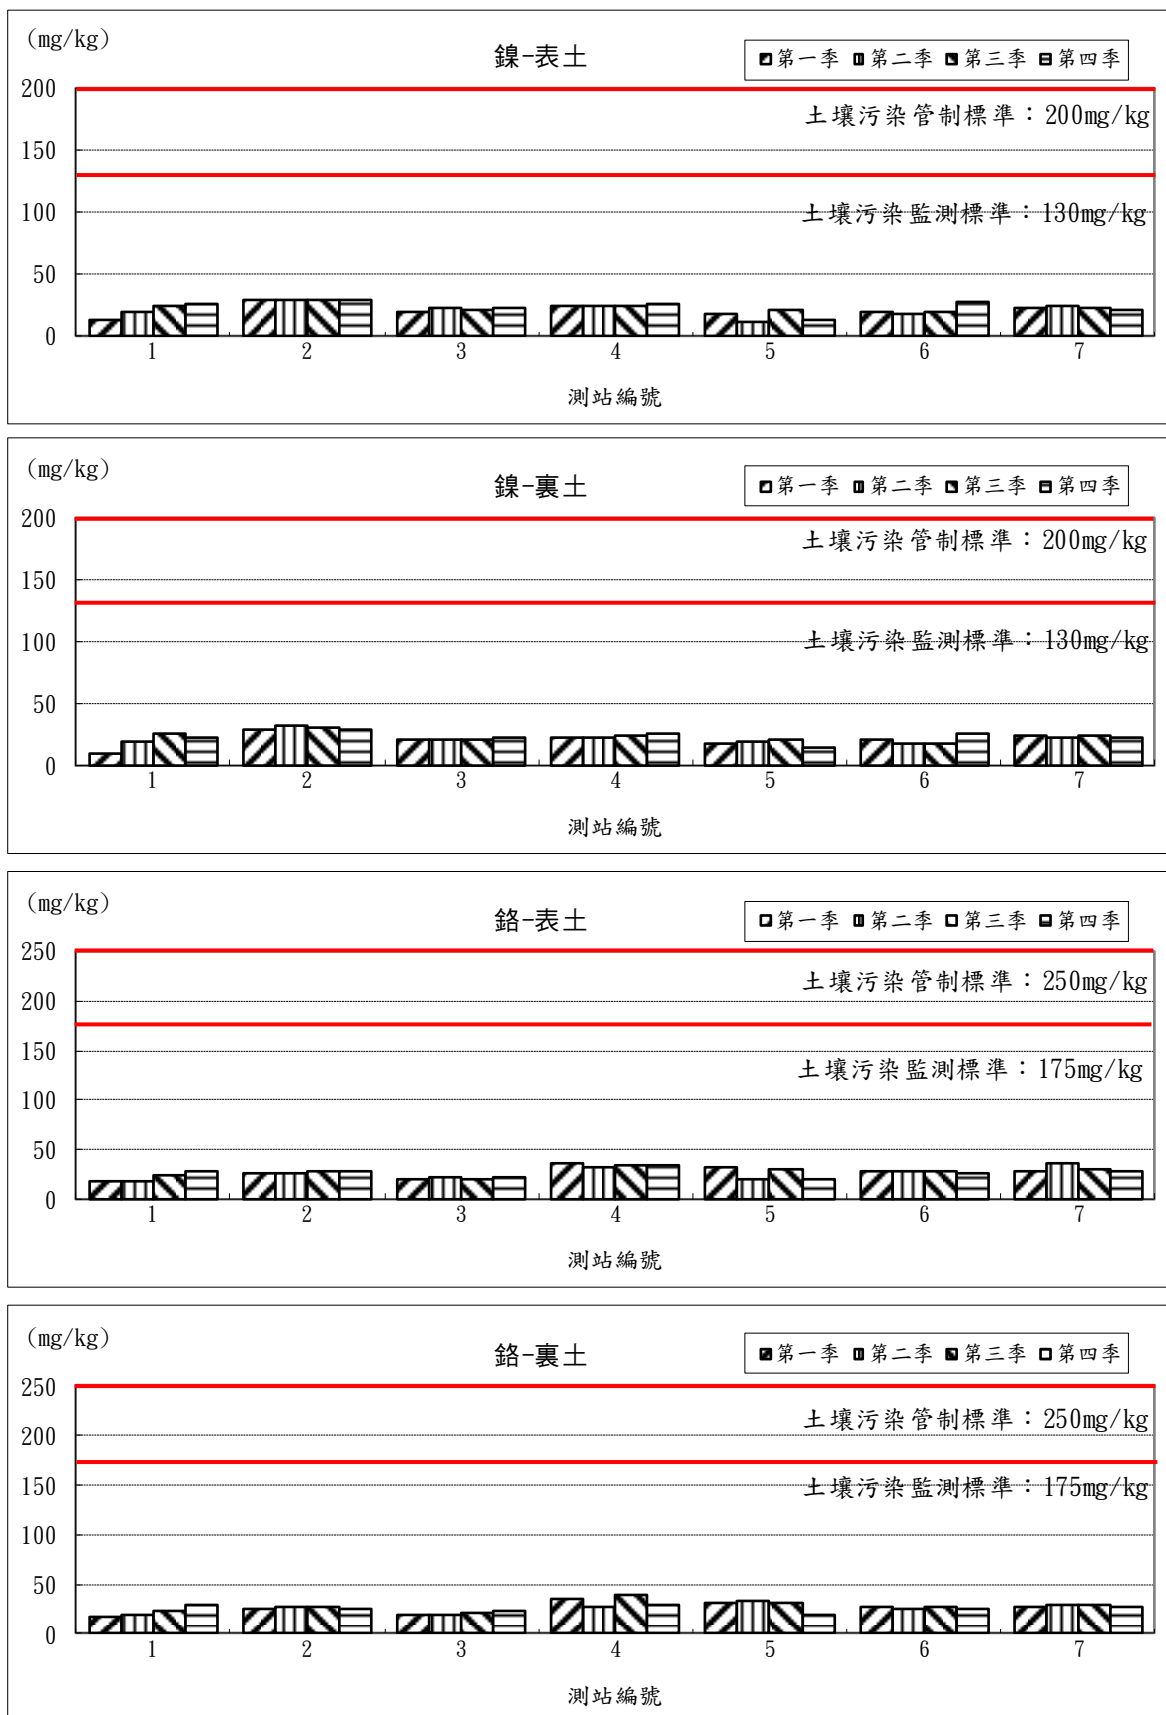 (mg/kg)
鎳-表土
第一季 第二季 第三季 第四季
200
土壤污染管制標準：200mg/kg
150
土壤污染監測標準：130mg/kg
100
50
0
1 2 3 4 5 6 7
測站編號
(mg/kg)
鎳-裏土
第一季 第二季 第三季 第四季
200
土壤污染管制標準：200mg/kg
150
土壤污染監測標準：130mg/kg
100
50
0
1 2 3 4 5 6 7
測站編號
(mg/kg)
鉻-表土
第一季 第二季 第三季 第四季
250
土壤污染管制標準：250mg/kg
200
150
土壤污染監測標準：175mg/kg
100
50
0
1 2 3 4 5 6 7
測站編號
(mg/kg)
鉻-裏土
第一季 第二季 第三季 第四季
250
土壤污染管制標準：250mg/kg
200
土壤污染監測標準：175mg/kg
150
100
50
0
1 2 3 4 5 6 7
測站編號